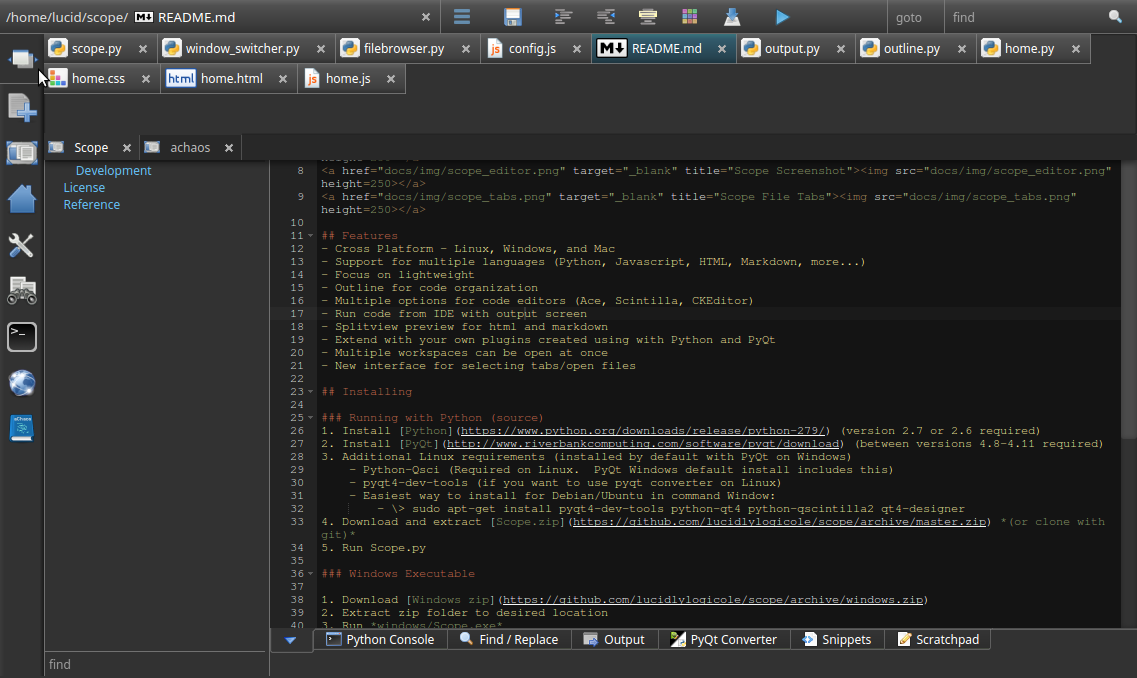 /home/lucid/scope/ M↓ README.md × goto find
scope.py × window_switcher.py × filebrowser.py × js config.js × M↓ README.md × output.py × outline.py × home.py ×
home.css × html home.html × js home.js ×
Scope × achaos ×
Development
License
Reference
8 <a href="docs/img/scope_editor.png" target="_blank" title="Scope Screenshot"><img src="docs/img/scope_editor.png"
height=250></a>
9 <a href="docs/img/scope_tabs.png" target="_blank" title="Scope File Tabs"><img src="docs/img/scope_tabs.png"
height=250></a>
10
11 ## Features
12 - Cross Platform - Linux, Windows, and Mac
13 - Support for multiple languages (Python, Javascript, HTML, Markdown, more...)
14 - Focus on lightweight
15 - Outline for code organization
16 - Multiple options for code editors (Ace, Scintilla, CKEditor)
17 - Run code from IDE with output screen
18 - Splitview preview for html and markdown
19 - Extend with your own plugins created using with Python and PyQt
20 - Multiple workspaces can be open at once
21 - New interface for selecting tabs/open files
22
23 ## Installing
24
25 ### Running with Python (source)
26 1. Install [Python](https://www.python.org/downloads/release/python-279/) (version 2.7 or 2.6 required)
27 2. Install [PyQt](http://www.riverbankcomputing.com/software/pyqt/download) (between versions 4.8-4.11 required)
28 3. Additional Linux requirements (installed by default with PyQt on Windows)
29 - Python-Qsci (Required on Linux.  PyQt Windows default install includes this)
30 - pyqt4-dev-tools (if you want to use pyqt converter on Linux)
31 - Easiest way to install for Debian/Ubuntu in command Window:
32 - \> sudo apt-get install pyqt4-dev-tools python-qt4 python-qscintilla2 qt4-designer
33 4. Download and extract [Scope.zip](https://github.com/lucidlylogicole/scope/archive/master.zip) *(or clone with
git)*
34 5. Run Scope.py
35
36 ### Windows Executable
37
38 1. Download [Windows zip](https://github.com/lucidlylogicole/scope/archive/windows.zip)
39 2. Extract zip folder to desired location
40 3. Run *windows/Scope.exe*
find
Python Console Find / Replace Output PyQt Converter Snippets Scratchpad